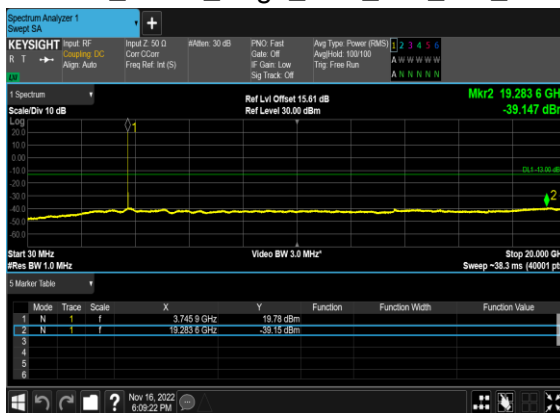 Spectrum Analyzer 1
Swept SA
+
KEYSIGHT Input: RF Input Z: 50 Ω #Atten: 30 dB PNO: Fast Avg Type: Power (RMS) 1 2 3 4 5 6
R T Coupling: DC Corr CCorr Gate: Off Avg|Hold: 100/100 A W W W W W
Align: Auto Freq Ref: Int (S) IF Gain: Low Trig: Free Run
Sig Track: Off A N N N N N
LXI
1 Spectrum Ref Lvl Offset 15.61 dB Mkr2 19.283 6 GH
Scale/Div 10 dB Ref Level 30.00 dBm -39.147 dBr
Log
1
20.0
10.0
0.00
-10.0 DL1 -13.00 dB
-20.0
-30.0 2
-40.0
-50.0
-60.0
Start 30 MHz Video BW 3.0 MHz* Stop 20.000 GH
#Res BW 1.0 MHz Sweep ~38.3 ms (40001 pt
5 Marker Table
Mode Trace Scale X Y Function Function Width Function Value
1 N 1 f 3.745 9 GHz 19.78 dBm
2 N 1 f 19.283 6 GHz -39.15 dBm
3
4
5
6
? Nov 16, 2022
6:09:22 PM